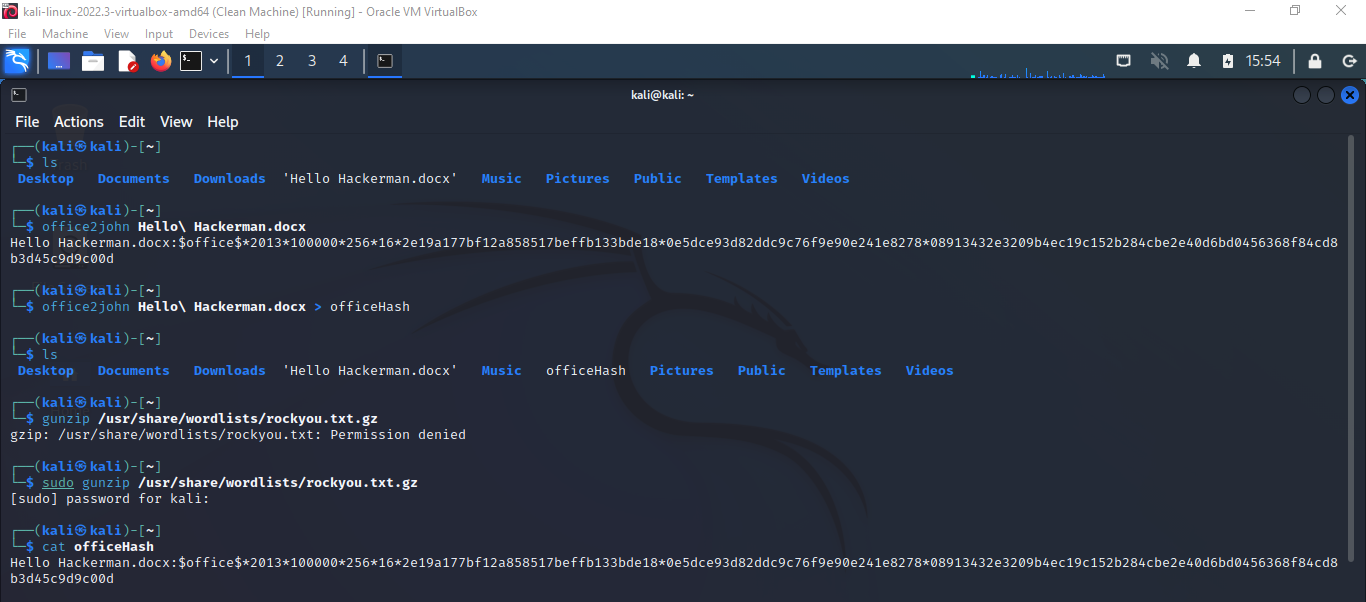 kali-linux-2022.3-virtualbox-amd64 (Clean Machine) [Running] - Oracle VM VirtualBox
File Machine View Input Devices Help
1 2 3 4 15:54
kali@kali: ~
File Actions Edit View Help
┌──(kali㉿kali)-[~]
└─$ ls
Desktop Documents Downloads 'Hello Hackerman.docx' Music Pictures Public Templates Videos
┌──(kali㉿kali)-[~]
└─$ office2john Hello\ Hackerman.docx
Hello Hackerman.docx:$office$*2013*100000*256*16*2e19a177bf12a858517beffb133bde18*0e5dce93d82ddc9c76f9e90e241e8278*08913432e3209b4ec19c152b284cbe2e40d6bd0456368f84cd8
b3d45c9d9c00d
┌──(kali㉿kali)-[~]
└─$ office2john Hello\ Hackerman.docx > officeHash
┌──(kali㉿kali)-[~]
└─$ ls
Desktop Documents Downloads 'Hello Hackerman.docx' Music officeHash Pictures Public Templates Videos
┌──(kali㉿kali)-[~]
└─$ gunzip /usr/share/wordlists/rockyou.txt.gz
gzip: /usr/share/wordlists/rockyou.txt: Permission denied
┌──(kali㉿kali)-[~]
└─$ sudo gunzip /usr/share/wordlists/rockyou.txt.gz
[sudo] password for kali:
┌──(kali㉿kali)-[~]
└─$ cat officeHash
Hello Hackerman.docx:$office$*2013*100000*256*16*2e19a177bf12a858517beffb133bde18*0e5dce93d82ddc9c76f9e90e241e8278*08913432e3209b4ec19c152b284cbe2e40d6bd0456368f84cd8
b3d45c9d9c00d